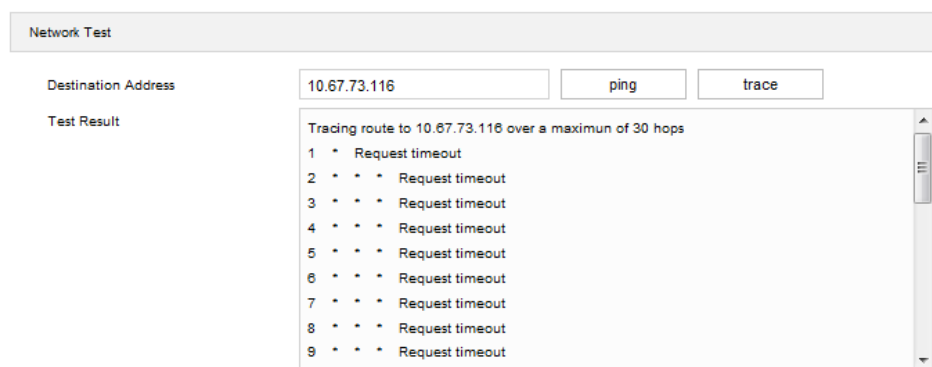 Network Test
Destination Address 10.67.73.116 ping trace
Test Result
Tracing route to 10.67.73.116 over a maximun of 30 hops
1 * Request timeout
2 * * * Request timeout
3 * * * Request timeout
4 * * * Request timeout
5 * * * Request timeout
6 * * * Request timeout
7 * * * Request timeout
8 * * * Request timeout
9 * * * Request timeout